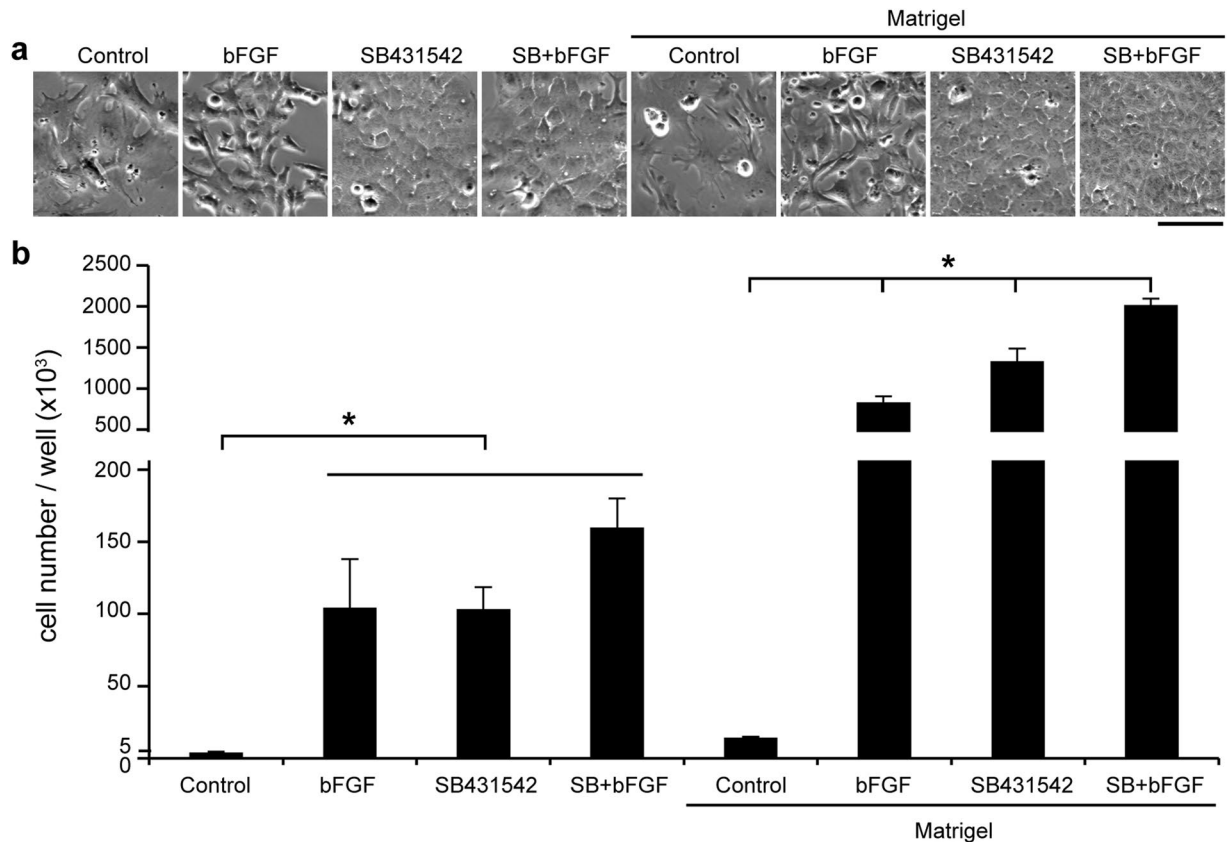 Matrigel
a
Control bFGF SB431542 SB+bFGF Control bFGF SB431542 SB+bFGF
b
2500
2000
1500
1000
500
200
150
100
50
5
0
cell number / well (x10³)
*
*
Control bFGF SB431542 SB+bFGF Control bFGF SB431542 SB+bFGF
Matrigel